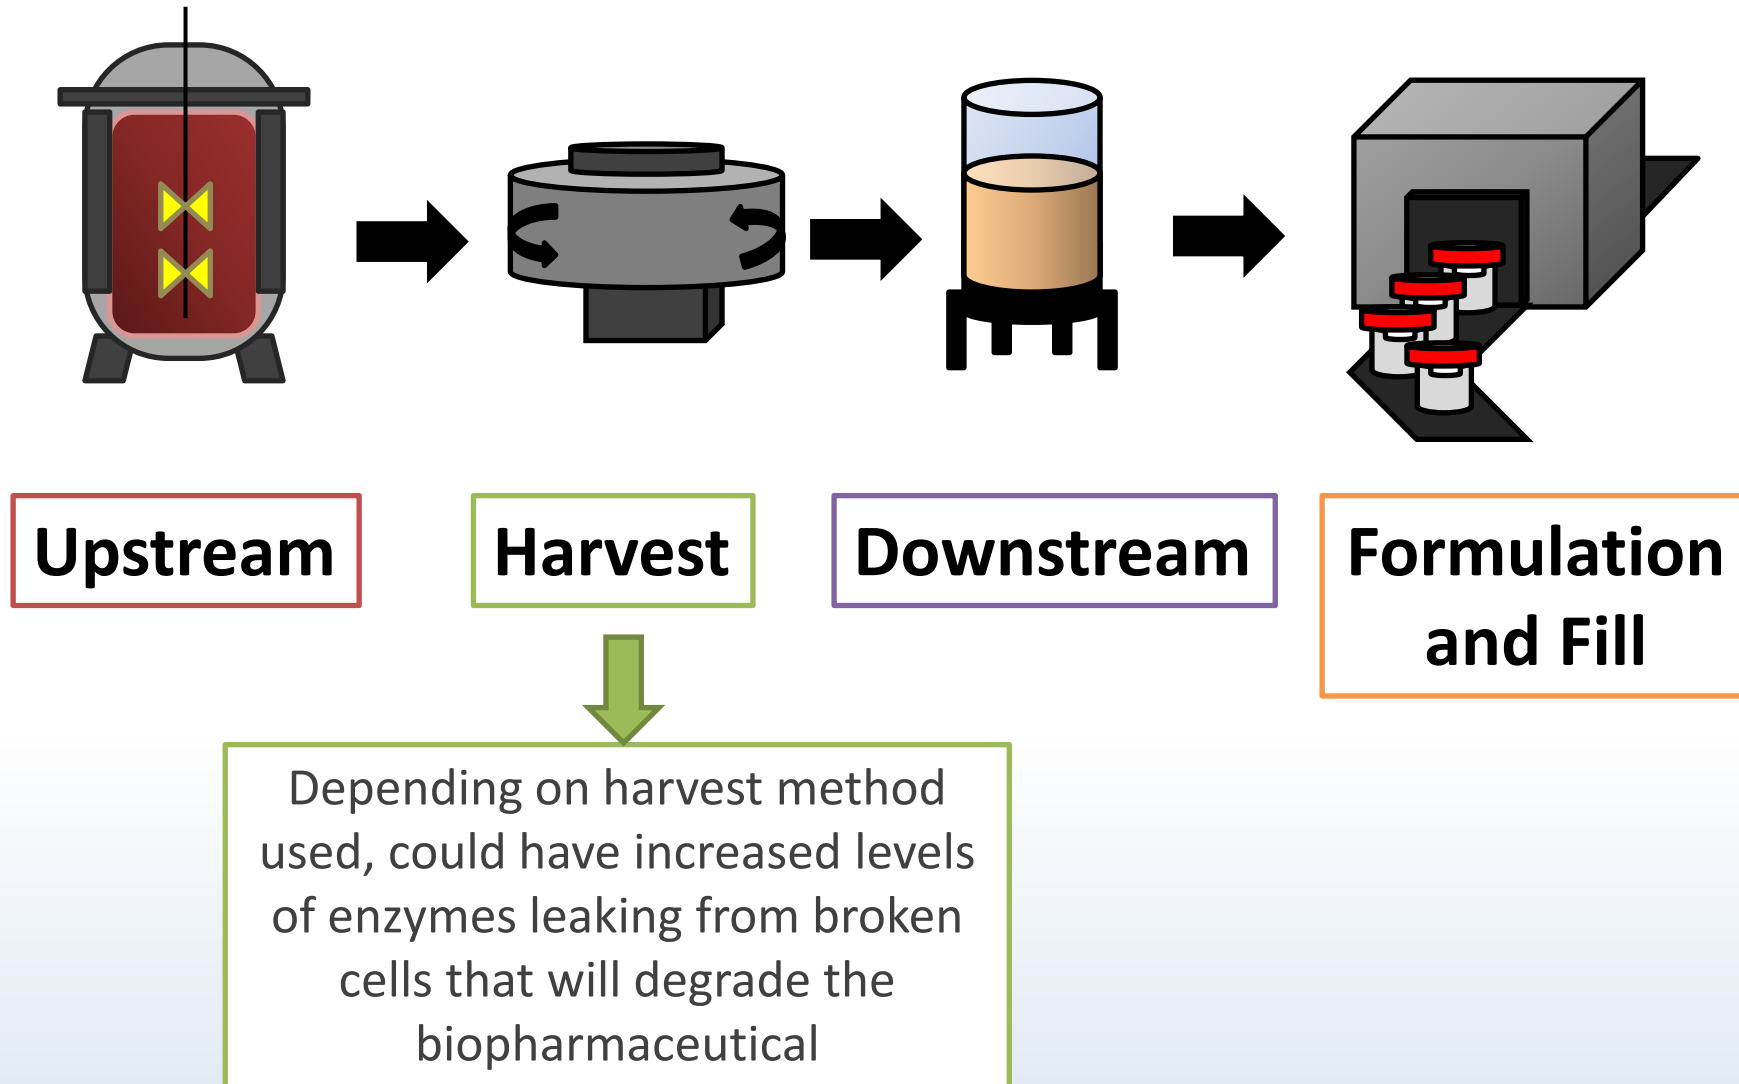 Upstream
Harvest
Downstream
Formulation
and Fill
Depending on harvest method
used, could have increased levels
of enzymes leaking from broken
cells that will degrade the
biopharmaceutical